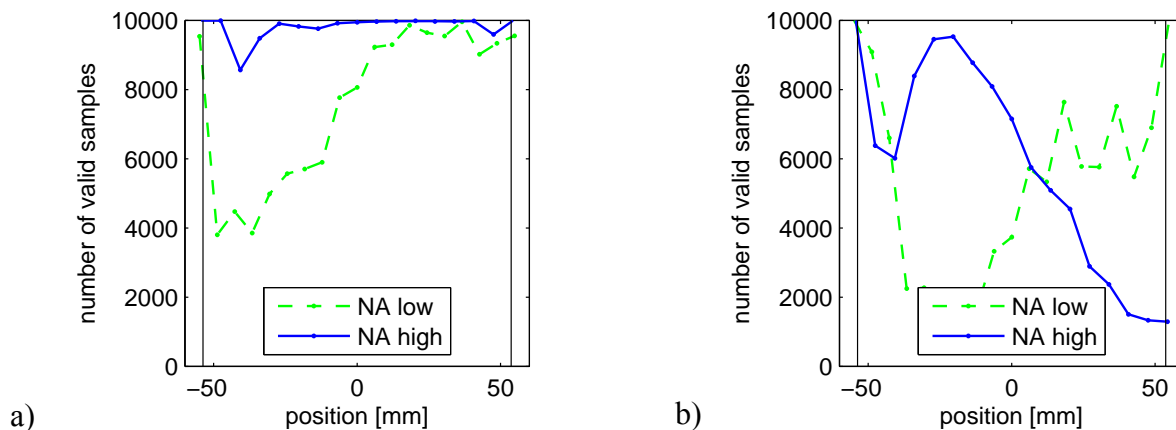 number of valid samples
10000
8000
6000
4000
2000
0
NA low
NA high
−50
0
50
position [mm]
a)
number of valid samples
10000
8000
6000
4000
2000
0
NA low
NA high
−50
0
50
position [mm]
b)